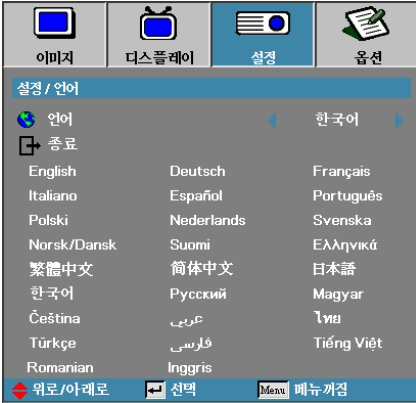 이미지 디스플레이 설정 옵션
설정 / 언어
언어 한국어
종료
English Deutsch Français
Italiano Español Português
Polski Nederlands Svenska
Norsk/Dansk Suomi Ελληνικά
繁體中文 简体中文 日本語
한국어 Русский Magyar
Čeština عربي ไทย
Türkçe فارسی Tiếng Việt
Romanian Inggris
위로/아래로 선택 Menu 메뉴꺼짐